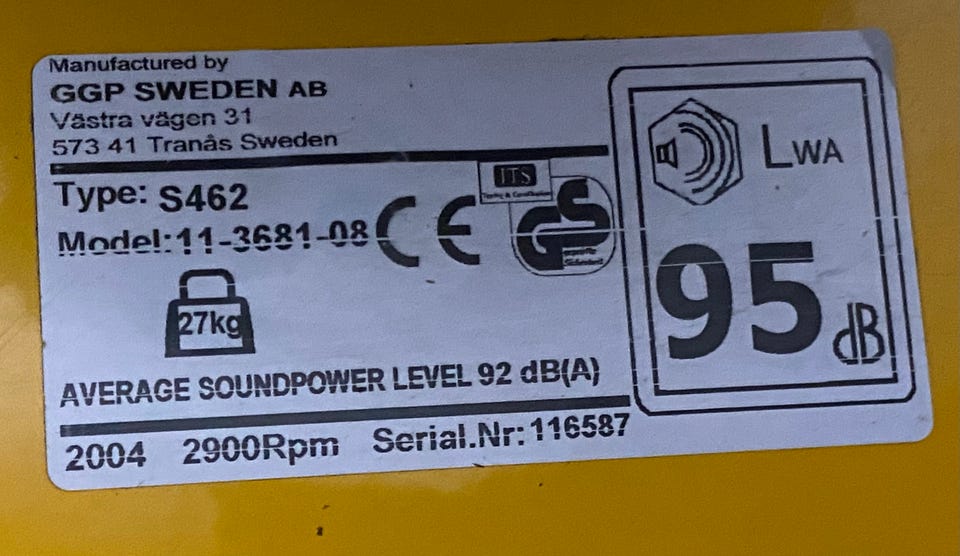 Manufactured by
GGP SWEDEN AB
Västra vägen 31
573 41 Tranås Sweden
Type: S462
Model:11-3681-08
CE
ITS
GS
27kg
AVERAGE SOUNDPOWER LEVEL 92 dB(A)
2004 2900Rpm Serial.Nr:116587
LWA
95
dB